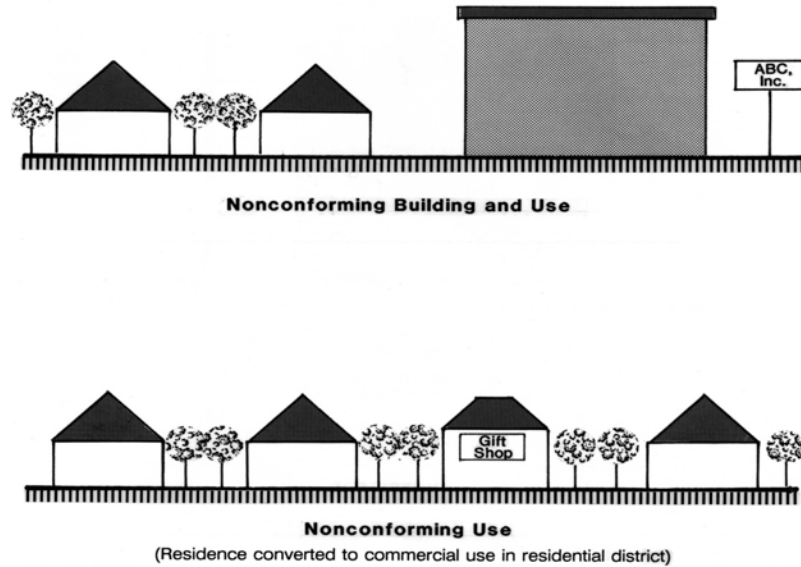 ABC,
Inc.
Nonconforming Building and Use
Gift
Shop
Nonconforming Use
(Residence converted to commercial use in residential district)